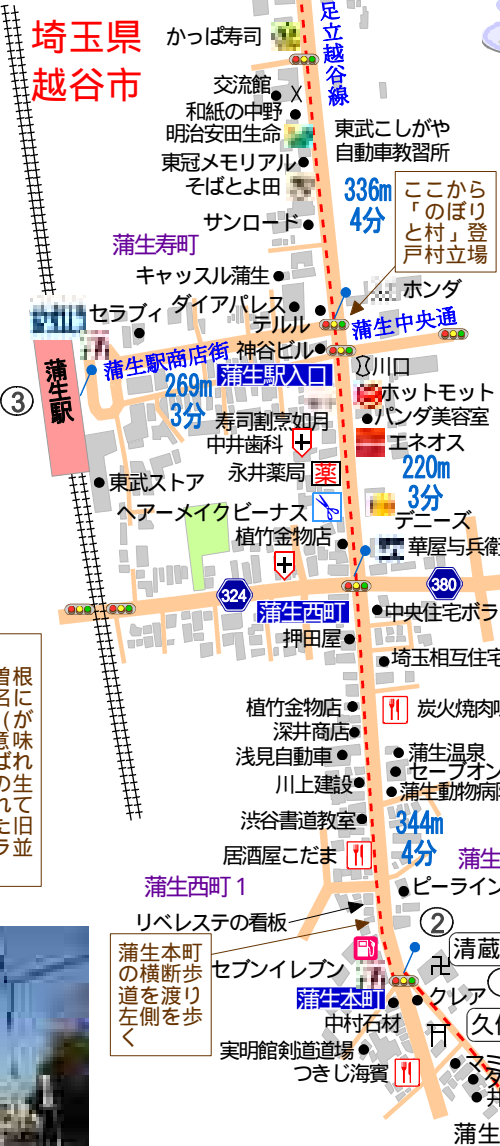 埼玉県
越谷市
足立越谷線
かっぱ寿司
交流館
和紙の中野
明治安田生命
東武こしがや
自動車教習所
東冠メモリアル
そばとよ田
336m
4分
ここから
「のぼり
と村」登
戸村立場
サンロード
蒲生寿町
キャッスル蒲生
ホンダ
セラブィ
ダイアパレス
テルル
蒲生中央通
蒲生駅商店街
神谷ビル
川口
蒲生駅
③
269m
3分
蒲生駅入口
ホットモット
パンダ美容室
寿司割烹如月
中井歯科
エネオス
永井薬局
薬
220m
3分
東武ストア
ヘアーメイクビーナス
デニーズ
植竹金物店
華屋与兵衛
324
380
蒲生西町
中央住宅ボラ
押田屋
埼玉相互住宅
植竹金物店
炭火焼肉
深井商店
浅見自動車
蒲生温泉
セーブオン
川上建設
蒲生動物病
渋谷書道教室
344m
4分
居酒屋こだま
蒲生
蒲生西町1
ピーライン
リベレステの看板
②
蒲生本町
の横断歩
道を渡り
左側を歩
く
セブンイレブン
清蔵
蒲生本町
クレア
中村石材
久
実明館剣道道場
つきじ海賓
マミ
井
蒲生